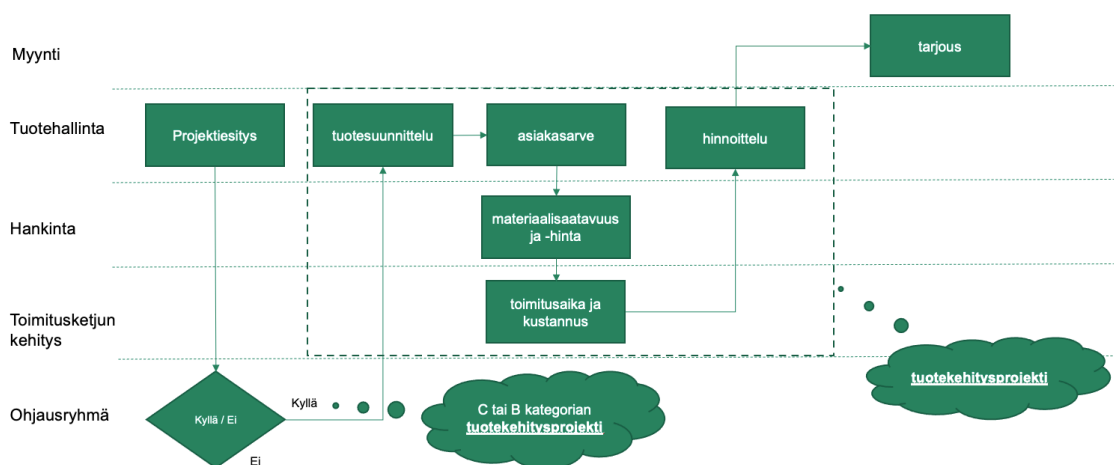 Myynti
tarjous
Tuotehallinta
Projektiesitys
tuotesuunnittelu
asiakasarve
hinnoittelu
Hankinta
materiaalisaatavuus
ja -hinta
Toimitusketjun
kehitys
toimitusaika ja
kustannus
tuotekehitysprojekti
Ohjausryhmä
Kyllä / Ei
Kyllä
Ei
C tai B kategorian
tuotekehitysprojekti